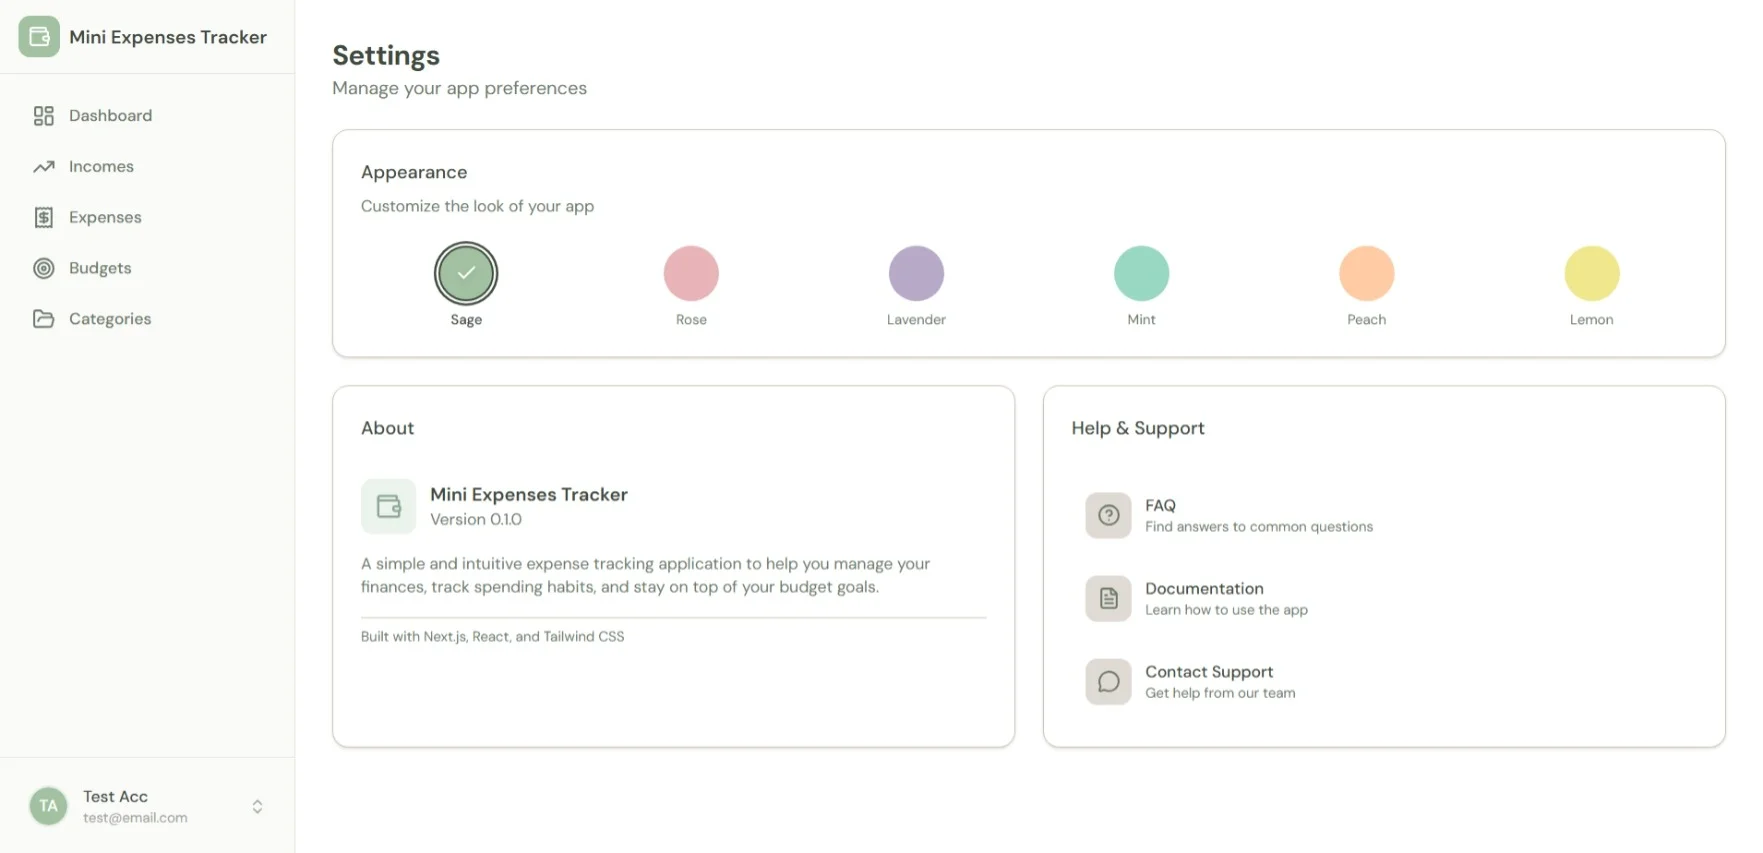 Mini Expenses Tracker
Dashboard
Incomes
Expenses
Budgets
Categories
Test Acc
test@email.com
TA
Settings
Manage your app preferences
Appearance
Customize the look of your app
Sage
Rose
Lavender
Mint
Peach
Lemon
About
Mini Expenses Tracker
Version 0.1.0
A simple and intuitive expense tracking application to help you manage your
finances, track spending habits, and stay on top of your budget goals.
Built with Next.js, React, and Tailwind CSS
Help & Support
FAQ
Find answers to common questions
Documentation
Learn how to use the app
Contact Support
Get help from our team